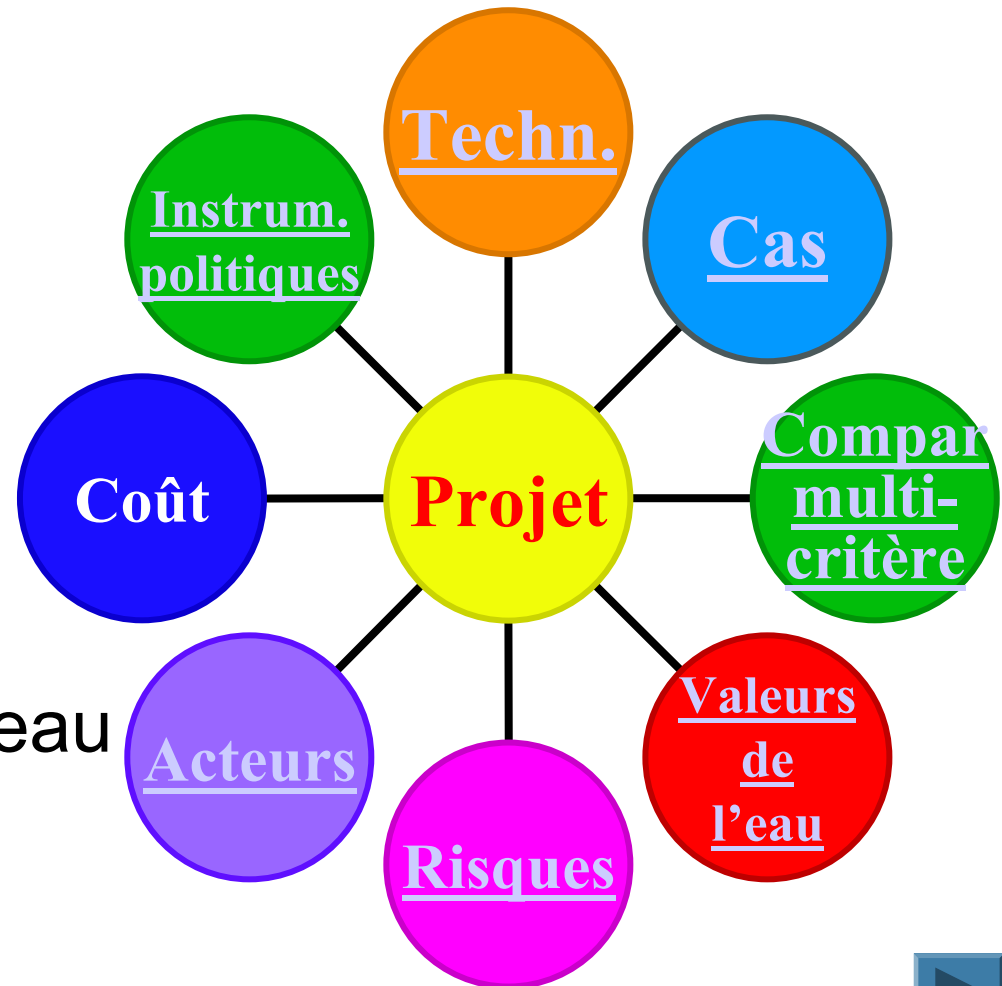 Techn.
Instrum.
politiques
Cas
Coût
Projet
Compar
multi-
critère
eau
Acteurs
Valeurs
de
l’eau
Risques